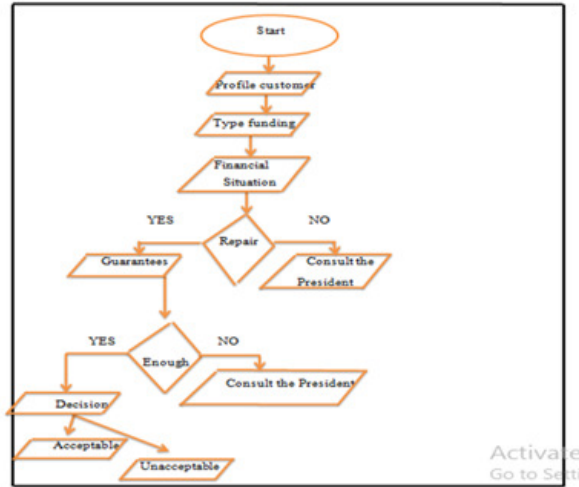 Start
Profile customer
Type funding
Financial
Situation
YES
NO
Repair
Guarantees
Consult the
President
YES
NO
Enough
Consult the President
Decision
Acceptable
Unacceptable
Activate
Go to Setti